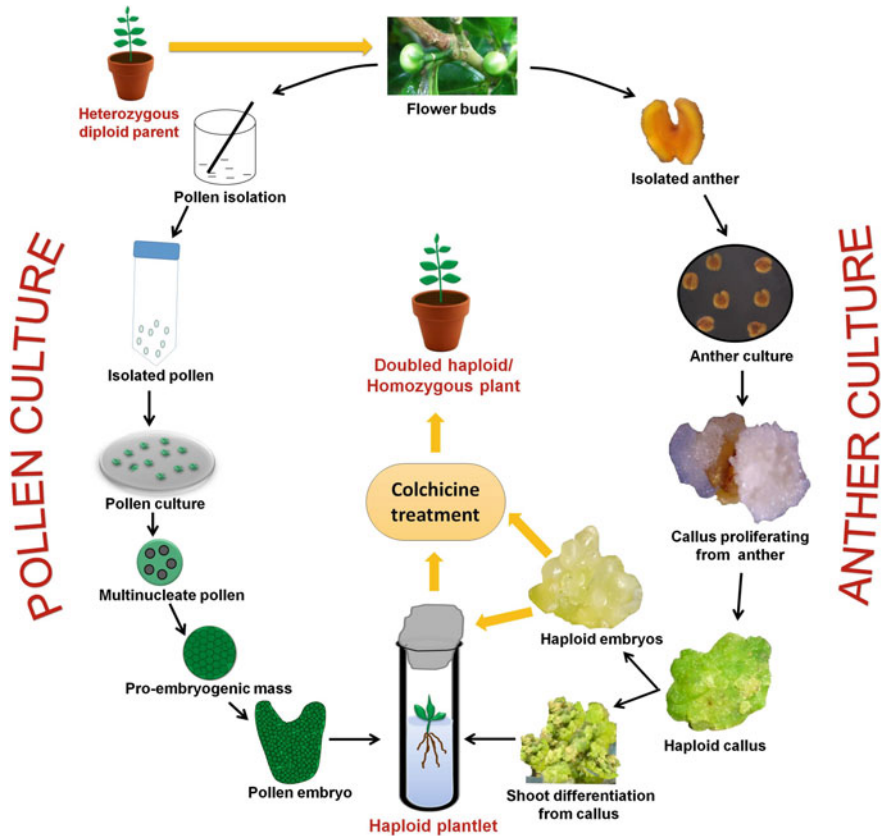 Heterozygous
diploid parent
Flower buds
Pollen isolation
Isolated anther
POLLEN CULTURE
ANTHER CULTURE
Isolated pollen
Doubled haploid/
Homozygous plant
Anther culture
Pollen culture
Colchicine
treatment
Callus proliferating
from anther
Multinucleate pollen
Haploid embryos
Pro-embryogenic mass
Haploid callus
Pollen embryo
Shoot differentiation
from callus
Haploid plantlet